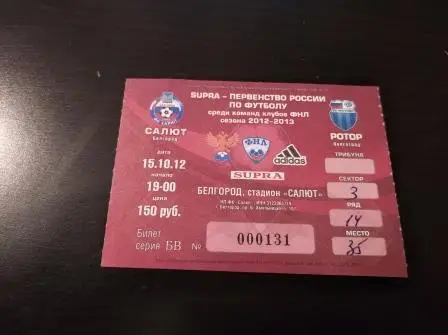 SUPRA – ПЕРВЕНСТВО РОССИИ
ПО ФУТБОЛУ
среди команд клубов ФНЛ
сезона 2012-2013
САЛЮТ
Белгород
РОТОР
Волгоград
ФНЛ
adidas
SUPRA
дата
15.10.12
начало
19-00
цена
150 руб.
БЕЛГОРОД, стадион «САЛЮТ»
ТРИБУНА
СЕКТОР
3
РЯД
14
МЕСТО
35
Билет
серия БВ № 000131